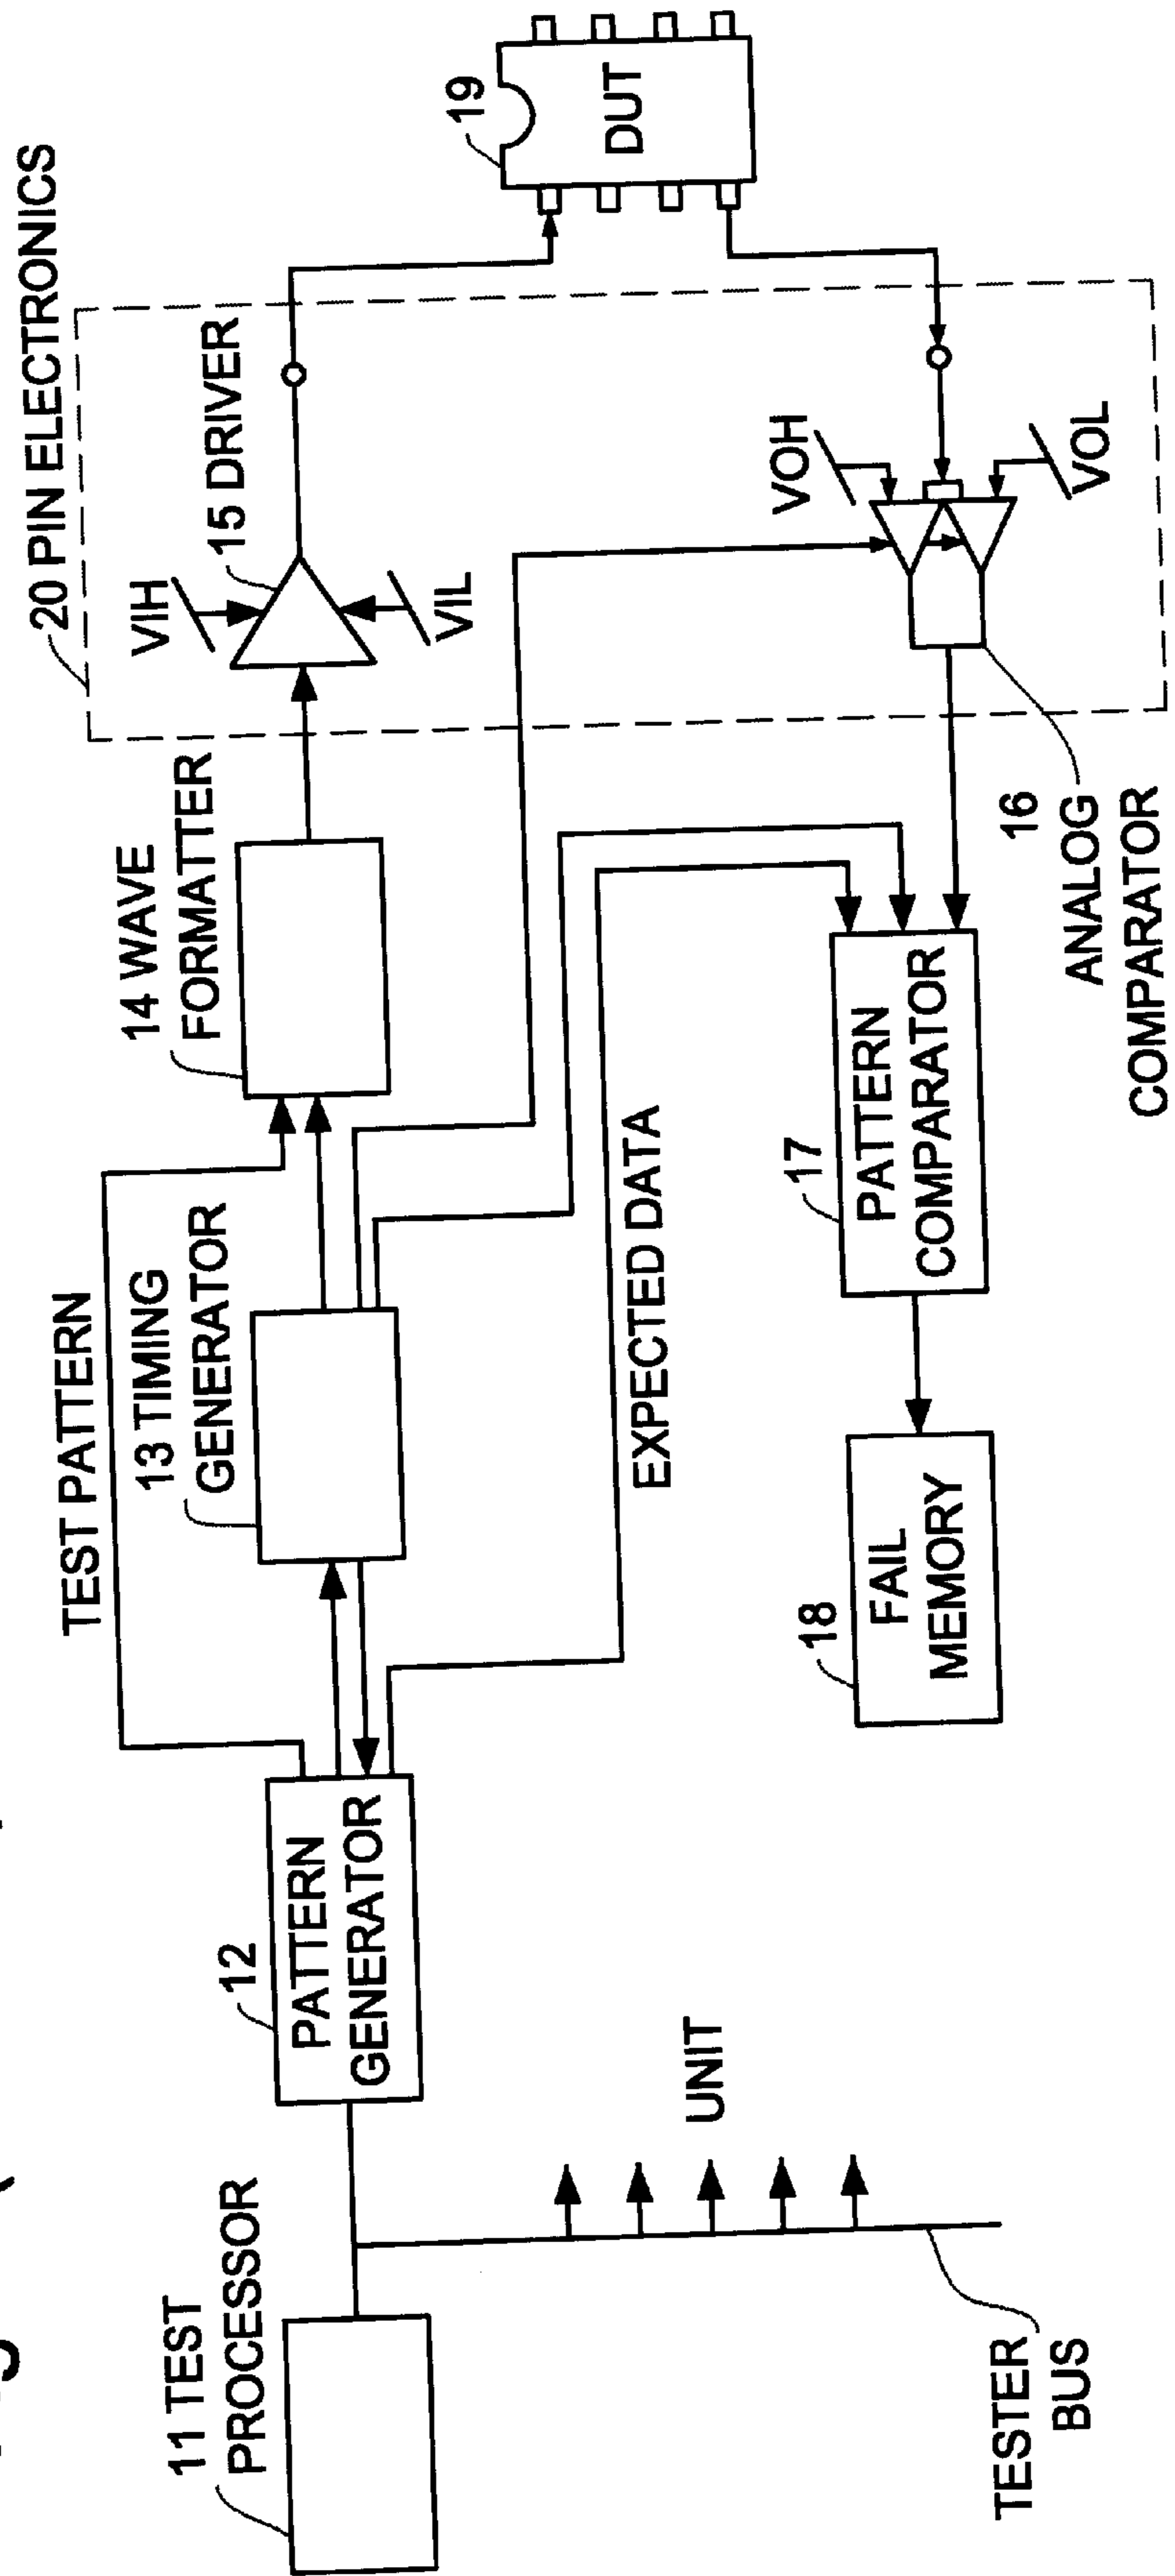 20 PIN ELECTRONICS
19
DUT
15 DRIVER
VIH
VIL
VOH
VOL
14 WAVE
FORMATTER
16
ANALOG
COMPARATOR
TEST PATTERN
13 TIMING
GENERATOR
EXPECTED DATA
17
PATTERN
COMPARATOR
18
FAIL
MEMORY
12
PATTERN
GENERATOR
UNIT
11 TEST
PROCESSOR
TESTER
BUS